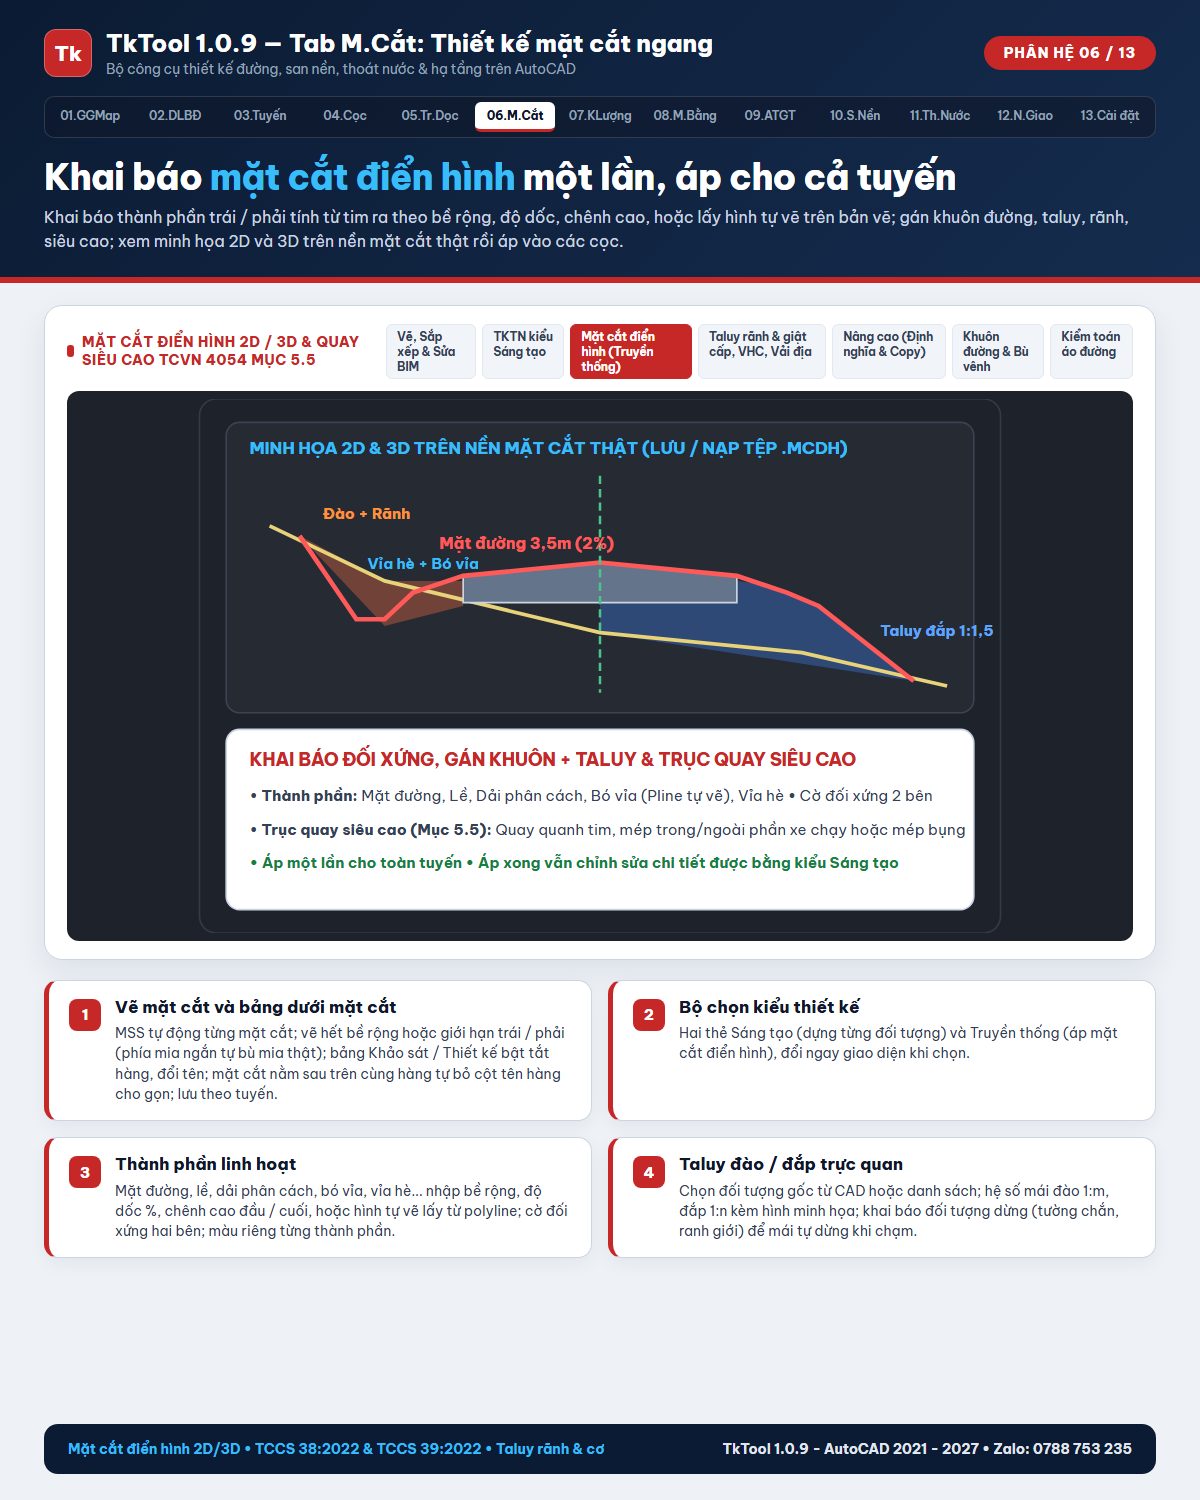 Tk
TkTool 1.0.9 — Tab M.Cắt: Thiết kế mặt cắt ngang
Bộ công cụ thiết kế đường, san nền, thoát nước & hạ tầng trên AutoCAD
PHÂN HỆ 06 / 13
01.GGMap 02.DLBĐ 03.Tuyến 04.Cọc 05.Tr.Dọc 06.M.Cắt 07.KLượng 08.M.Bằng 09.ATGT 10.S.Nền 11.Th.Nước 12.N.Giao 13.Cài đặt
Khai báo mặt cắt điển hình một lần, áp cho cả tuyến
Khai báo thành phần trái / phải tính từ tim ra theo bề rộng, độ dốc, chênh cao, hoặc lấy hình tự vẽ trên bản vẽ; gán khuôn đường, taluy, rãnh,
siêu cao; xem minh họa 2D và 3D trên nền mặt cắt thật rồi áp vào các cọc.
MẶT CẮT ĐIỂN HÌNH 2D / 3D & QUAY
SIÊU CAO TCVN 4054 MỤC 5.5
Vẽ, Sắp
xếp & Sửa
BIM
TKTN kiểu
Sáng tạo
Mặt cắt điển
hình (Truyền
thống)
Taluy rãnh & giật
cấp, VHC, Vải địa
Nâng cao (Định
nghĩa & Copy)
Khuôn
đường & Bù
vênh
Kiểm toán
áo đường
MINH HỌA 2D & 3D TRÊN NỀN MẶT CẮT THẬT (LƯU / NẠP TỆP .MCDH)
Đào + Rãnh
Mặt đường 3,5m (2%)
Vỉa hè + Bó vỉa
Taluy đắp 1:1,5
KHAI BÁO ĐỐI XỨNG, GÁN KHUÔN + TALUY & TRỤC QUAY SIÊU CAO
• Thành phần: Mặt đường, Lề, Dải phân cách, Bó vỉa (Pline tự vẽ), Vỉa hè • Cờ đối xứng 2 bên
• Trục quay siêu cao (Mục 5.5): Quay quanh tim, mép trong/ngoài phần xe chạy hoặc mép bụng
• Áp một lần cho toàn tuyến • Áp xong vẫn chỉnh sửa chi tiết được bằng kiểu Sáng tạo
1
Vẽ mặt cắt và bảng dưới mặt cắt
MSS tự động từng mặt cắt; vẽ hết bề rộng hoặc giới hạn trái / phải
(phía mia ngắn tự bù mia thật); bảng Khảo sát / Thiết kế bật tắt
hàng, đổi tên; mặt cắt nằm sau trên cùng hàng tự bỏ cột tên hàng
cho gọn; lưu theo tuyến.
2
Bộ chọn kiểu thiết kế
Hai thẻ Sáng tạo (dựng từng đối tượng) và Truyền thống (áp mặt
cắt điển hình), đổi ngay giao diện khi chọn.
3
Thành phần linh hoạt
Mặt đường, lề, dải phân cách, bó vỉa, vỉa hè... nhập bề rộng, độ
dốc %, chênh cao đầu / cuối, hoặc hình tự vẽ lấy từ polyline; cờ đối
xứng hai bên; màu riêng từng thành phần.
4
Taluy đào / đắp trực quan
Chọn đối tượng gốc từ CAD hoặc danh sách; hệ số mái đào 1:m,
đắp 1:n kèm hình minh họa; khai báo đối tượng dừng (tường chắn,
ranh giới) để mái tự dừng khi chạm.
Mặt cắt điển hình 2D/3D • TCCS 38:2022 & TCCS 39:2022 • Taluy rãnh & cơ
TkTool 1.0.9 - AutoCAD 2021 - 2027 • Zalo: 0788 753 235